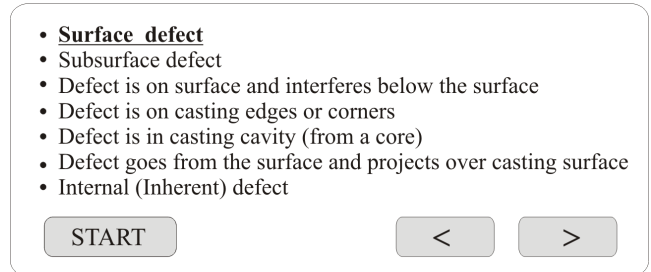 • Surface defect
• Subsurface defect
• Defect is on surface and interferes below the surface
• Defect is on casting edges or corners
• Defect is in casting cavity (from a core)
• Defect goes from the surface and projects over casting surface
• Internal (Inherent) defect
START < >